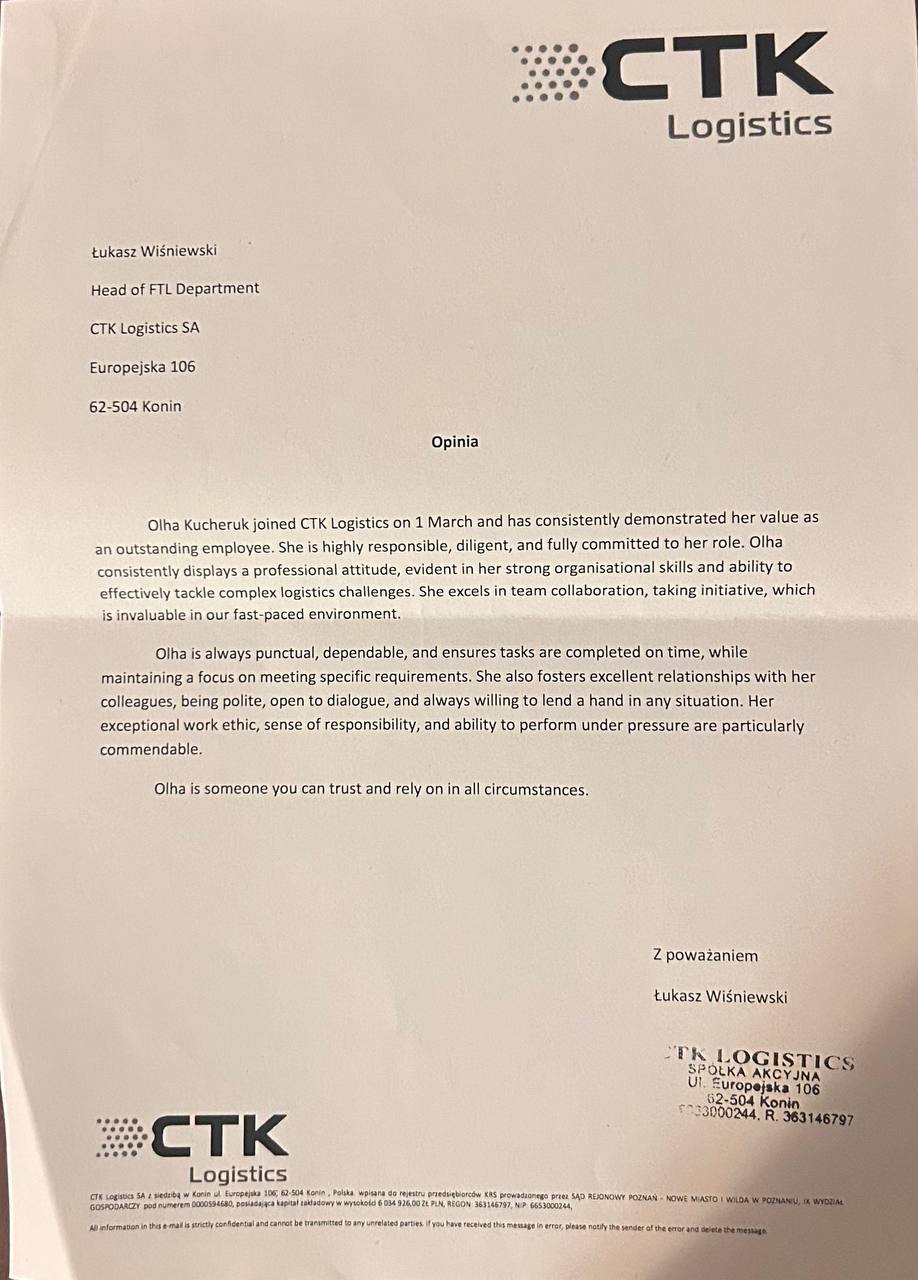 CTK
Logistics
Łukasz Wiśniewski
Head of FTL Department
CTK Logistics SA
Europejska 106
62-504 Konin
Opinia
Olha Kucheruk joined CTK Logistics on 1 March and has consistently demonstrated her value as
an outstanding employee. She is highly responsible, diligent, and fully committed to her role. Olha
consistently displays a professional attitude, evident in her strong organisational skills and ability to
effectively tackle complex logistics challenges. She excels in team collaboration, taking initiative, which
is invaluable in our fast-paced environment.
Olha is always punctual, dependable, and ensures tasks are completed on time, while
maintaining a focus on meeting specific requirements. She also fosters excellent relationships with her
colleagues, being polite, open to dialogue, and always willing to lend a hand in any situation. Her
exceptional work ethic, sense of responsibility, and ability to perform under pressure are particularly
commendable.
Olha is someone you can trust and rely on in all circumstances.
Z poważaniem
Łukasz Wiśniewski
CTK LOGISTICS
SPÓŁKA AKCYJNA
Ul. Europejska 106
62-504 Konin
R. 363146797
CTK
Logistics
CTK Logistics SA z siedzibą w Konin ul. Europejska 106; 62-504 Konin , Polska. wpisana do rejestru przedsiębiorców KRS prowadzonego przez SĄD REJONOWY POZNAŃ - NOWE MIASTO I WILDA W POZNANIU, IX WYDZIAŁ
GOSPODARCZY pod numerem 0000594680, posiadająca kapitał zakładowy w wysokości 6 034 926,00 ZŁ PLN, REGON: 363146797, NIP: 6653000244,
All information in this e-mail is strictly confidential and cannot be transmitted to any unrelated parties. If you have received this message in error, please notify the sender of the error and delete the message.